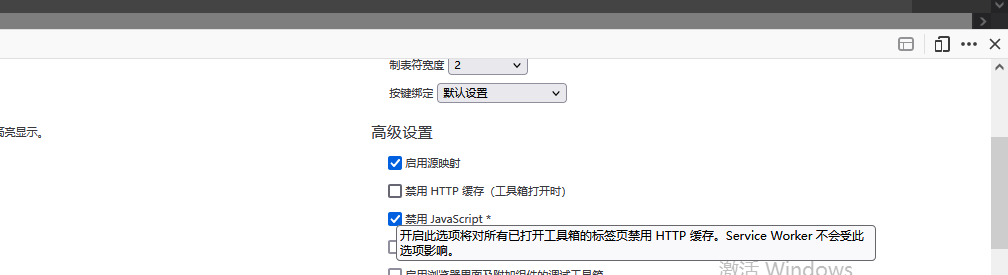 制表符宽度 2
按键绑定 默认设置
高亮显示。
高级设置
启用源映射
禁用 HTTP 缓存（工具箱打开时）
禁用 JavaScript *
开启此选项将对所有已打开工具箱的标签页禁用 HTTP 缓存。Service Worker 不会受此
选项影响。
激活 Windows
启用浏览器界面及附加组件的调试工具箱